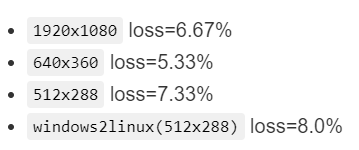 1920x1080 loss=6.67%
640x360 loss=5.33%
512x288 loss=7.33%
windows2linux(512x288) loss=8.0%